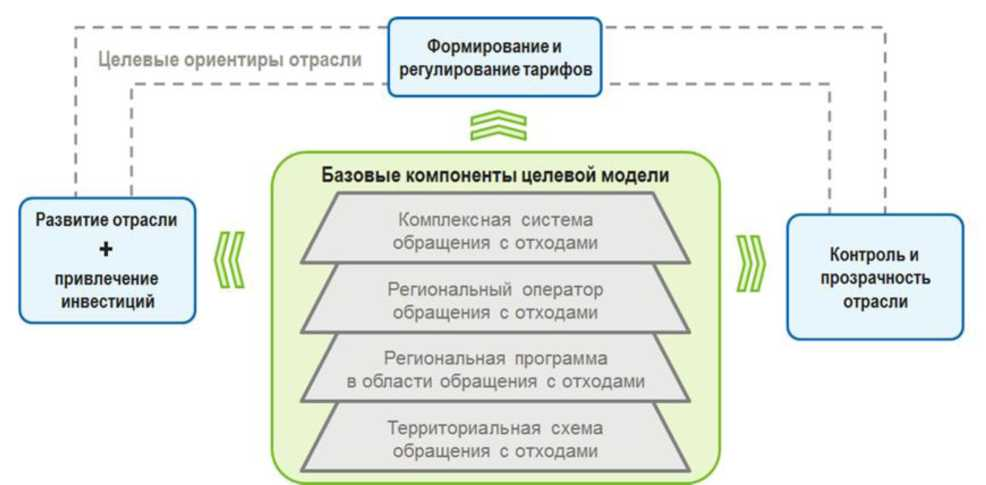 Формирование и
регулирование тарифов
Целевые ориентиры отрасли
Базовые компоненты целевой модели
Комплексная система
обращения с отходами
Региональный оператор
обращения с отходами
Региональная программа
в области обращения с отходами
Территориальная схема
обращения с отходами
Развитие отрасли
+
привлечение
инвестиций
Контроль и
прозрачность
отрасли